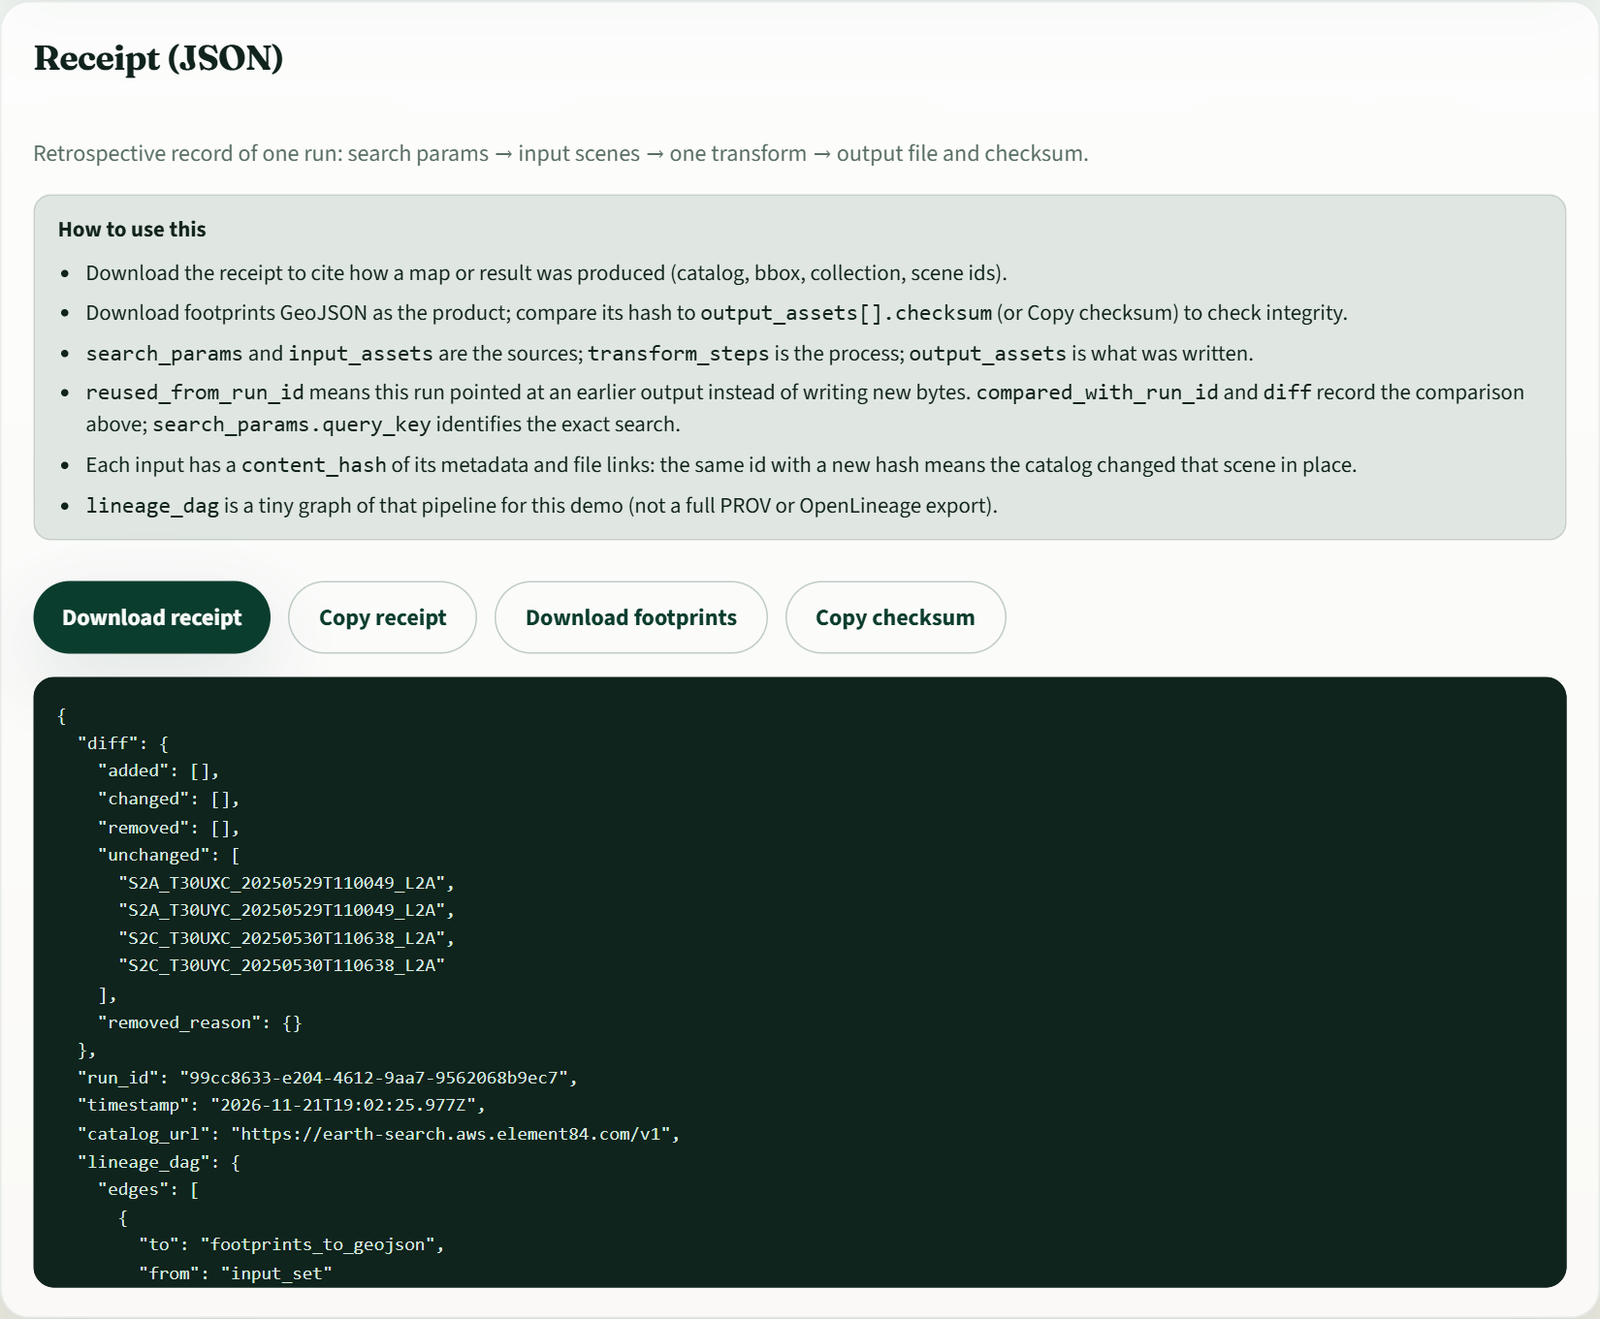 Receipt (JSON)
Retrospective record of one run: search params → input scenes → one transform → output file and checksum.
How to use this
• Download the receipt to cite how a map or result was produced (catalog, bbox, collection, scene ids).
• Download footprints GeoJSON as the product; compare its hash to output_assets[].checksum (or Copy checksum) to check integrity.
• search_params and input_assets are the sources; transform_steps is the process; output_assets is what was written.
• reused_from_run_id means this run pointed at an earlier output instead of writing new bytes. compared_with_run_id and diff record the comparison
above; search_params.query_key identifies the exact search.
• Each input has a content_hash of its metadata and file links: the same id with a new hash means the catalog changed that scene in place.
• lineage_dag is a tiny graph of that pipeline for this demo (not a full PROV or OpenLineage export).
Download receipt
Copy receipt
Download footprints
Copy checksum
{
  "diff": {
    "added": [],
    "changed": [],
    "removed": [],
    "unchanged": [
      "S2A_T30UXC_20250529T110049_L2A",
      "S2A_T30UYC_20250529T110049_L2A",
      "S2C_T30UXC_20250530T110638_L2A",
      "S2C_T30UYC_20250530T110638_L2A"
    ],
    "removed_reason": {}
  },
  "run_id": "99cc8633-e204-4612-9aa7-9562068b9ec7",
  "timestamp": "2026-11-21T19:02:25.977Z",
  "catalog_url": "https://earth-search.aws.element84.com/v1",
  "lineage_dag": {
    "edges": [
      {
        "to": "footprints_to_geojson",
        "from": "input_set"